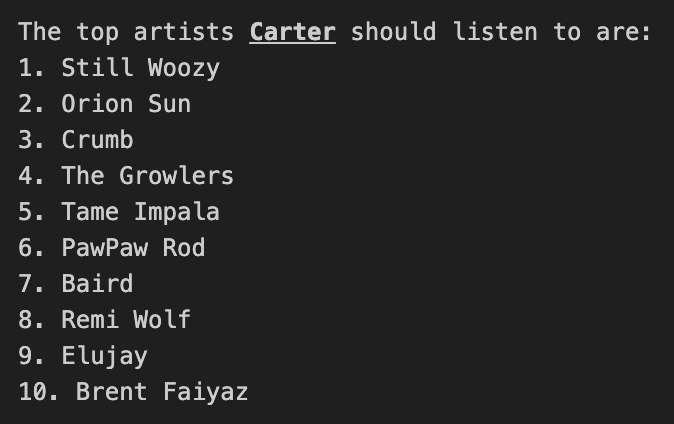 The top artists Carter should listen to are:
1. Still Woozy
2. Orion Sun
3. Crumb
4. The Growlers
5. Tame Impala
6. PawPaw Rod
7. Baird
8. Remi Wolf
9. Elujay
10. Brent Faiyaz